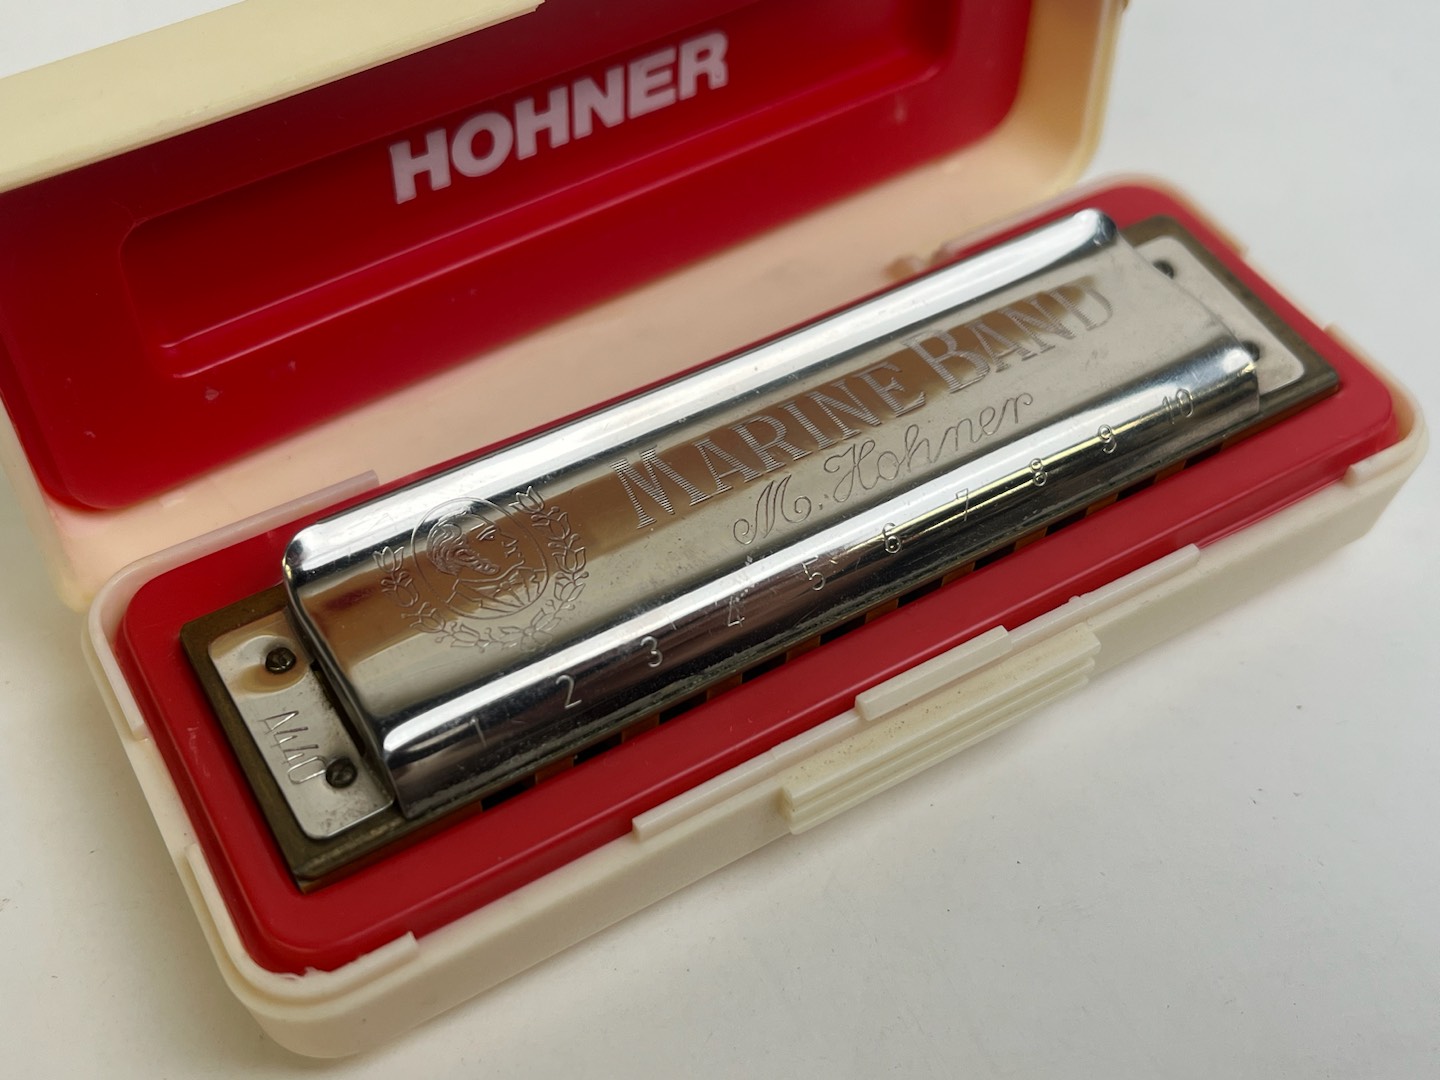 HOHNER
MARINE BAND
M. Hohner
1 2 3 4 5 6 7 8 9 10
A440